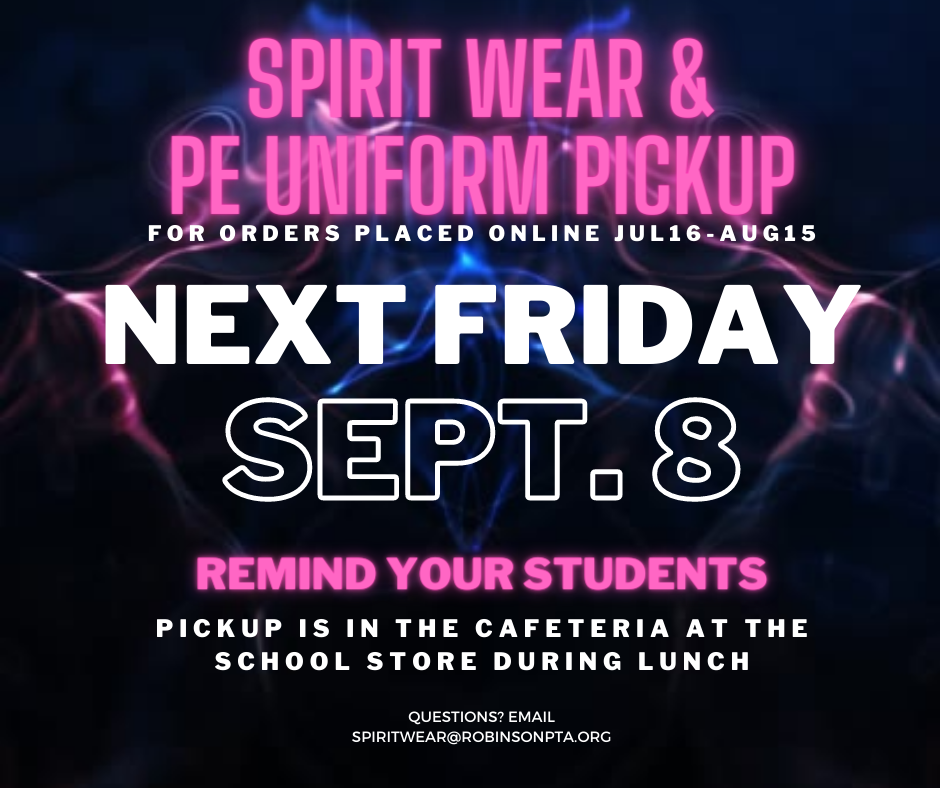 SPIRIT WEAR &
PE UNIFORM PICKUP
FOR ORDERS PLACED ONLINE JUL16-AUG15
NEXT FRIDAY
SEPT. 8
REMIND YOUR STUDENTS
PICKUP IS IN THE CAFETERIA AT THE
SCHOOL STORE DURING LUNCH
QUESTIONS? EMAIL
SPIRITWEAR@ROBINSONPTA.ORG